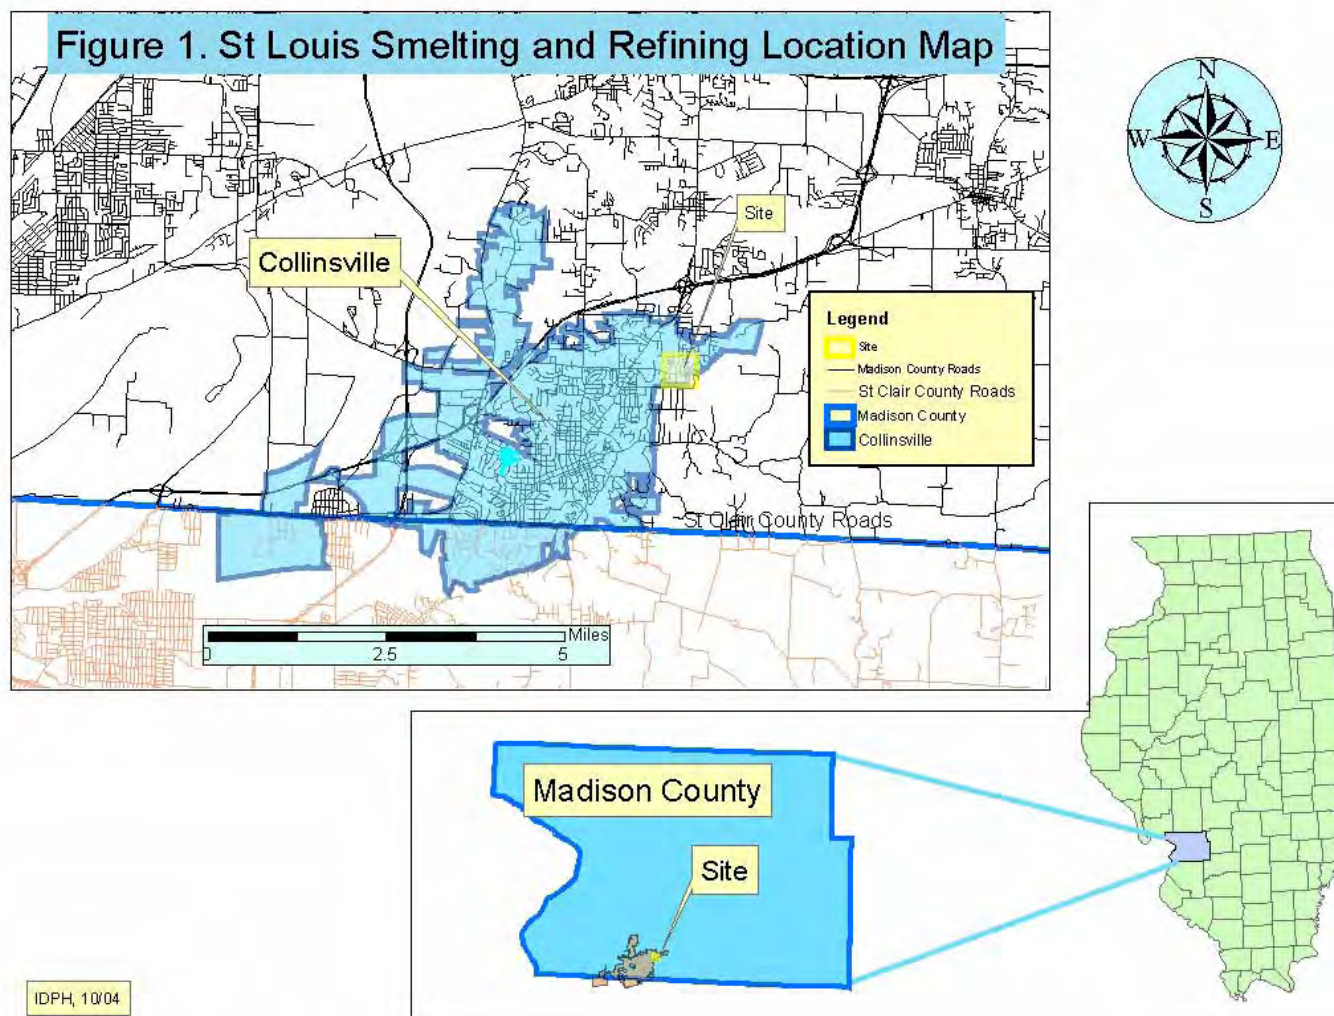 Figure 1. St Louis Smelting and Refining Location Map
N
W
E
S
Site
Collinsville
Legend
Site
Madison County Roads
St Clair County Roads
Madison County
Collinsville
St Clair County Roads
Miles
0
2.5
5
Madison County
Site
IDPH, 10/04